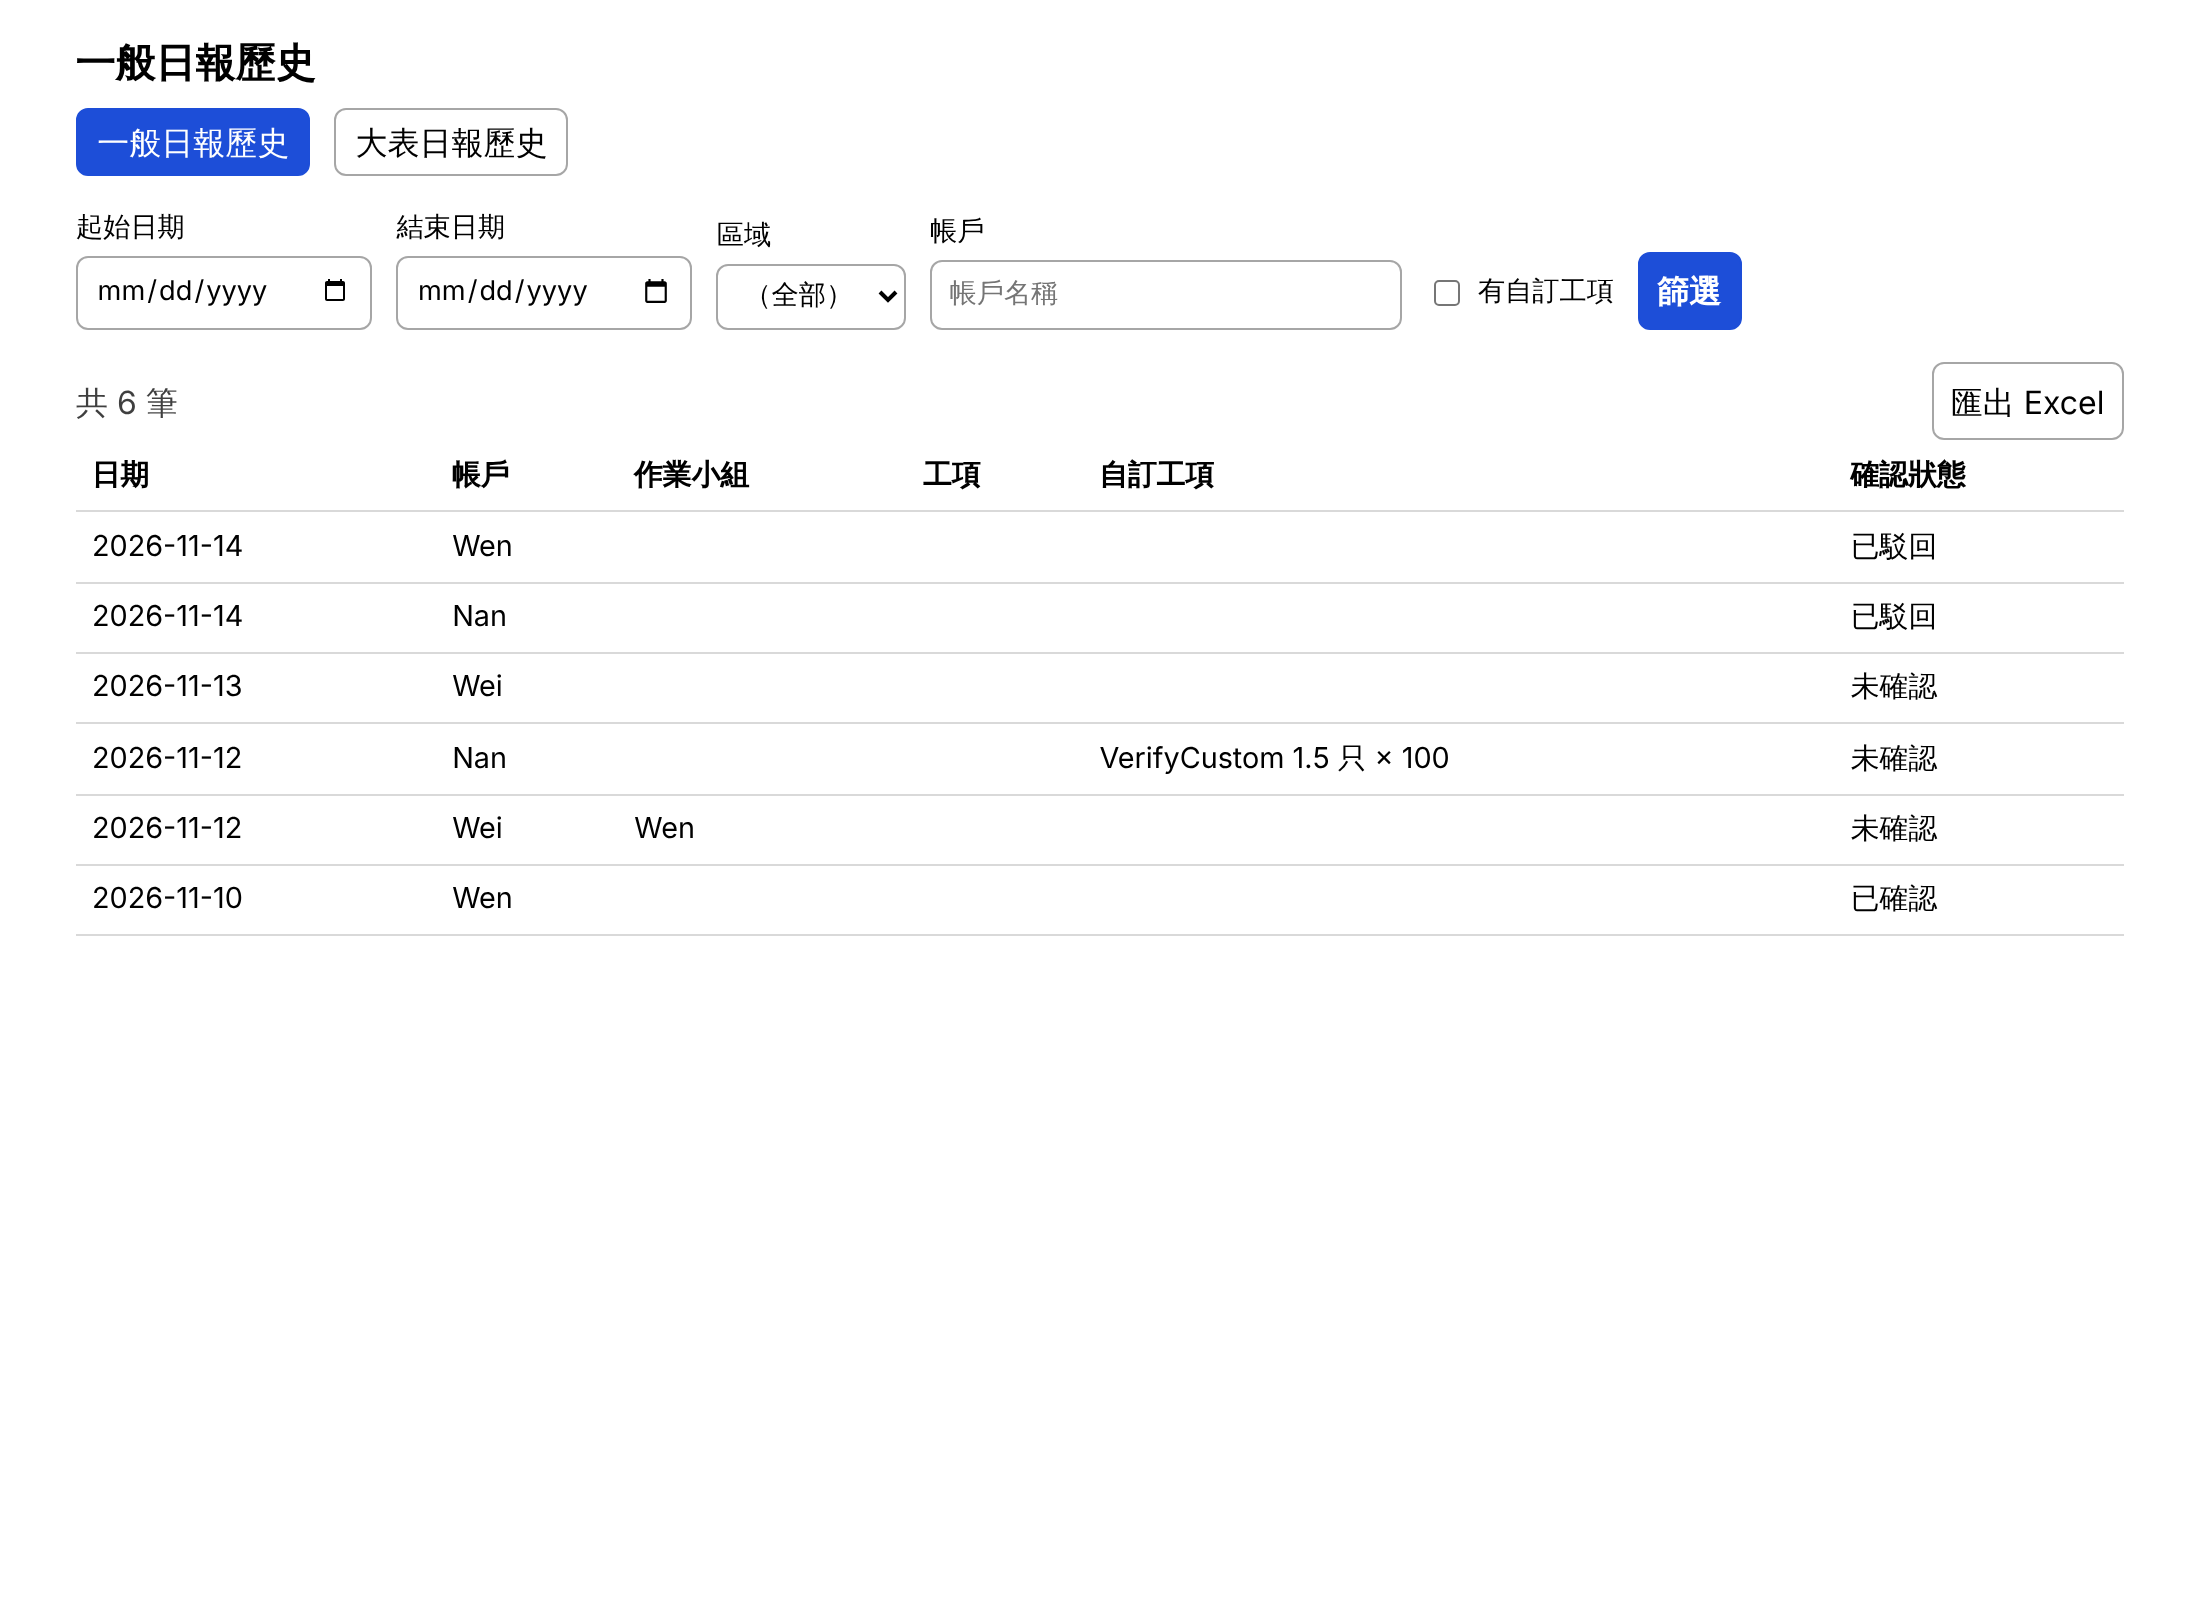 一般日報歷史
一般日報歷史 大表日報歷史
起始日期 結束日期 區域 帳戶
mm/dd/yyyy mm/dd/yyyy （全部） 帳戶名稱 有自訂工項 篩選
共 6 筆 匯出 Excel
日期 帳戶 作業小組 工項 自訂工項 確認狀態
2026-11-14 Wen 已駁回
2026-11-14 Nan 已駁回
2026-11-13 Wei 未確認
2026-11-12 Nan VerifyCustom 1.5 只 × 100 未確認
2026-11-12 Wei Wen 未確認
2026-11-10 Wen 已確認